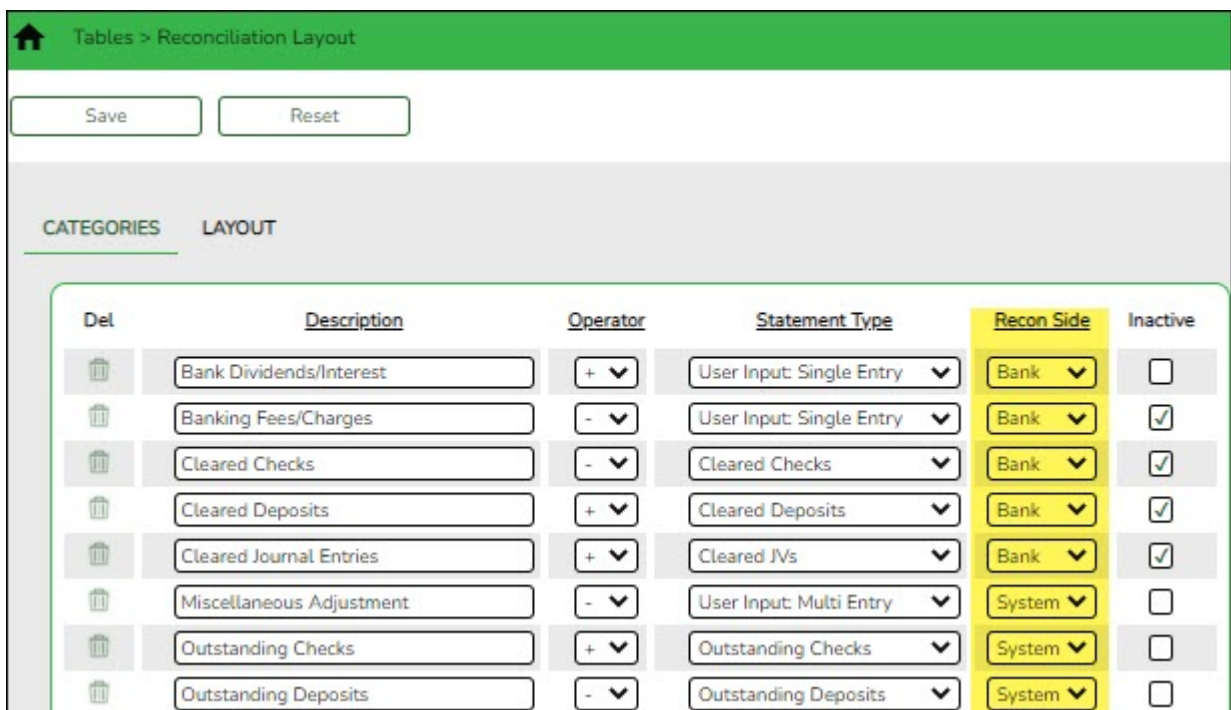 Tables > Reconciliation Layout
Save Reset
CATEGORIES LAYOUT
Del Description Operator Statement Type Recon Side Inactive
Bank Dividends/Interest + User Input: Single Entry Bank
Banking Fees/Charges - User Input: Single Entry Bank
Cleared Checks - Cleared Checks Bank
Cleared Deposits + Cleared Deposits Bank
Cleared Journal Entries + Cleared JVs Bank
Miscellaneous Adjustment - User Input: Multi Entry System
Outstanding Checks + Outstanding Checks System
Outstanding Deposits - Outstanding Deposits System